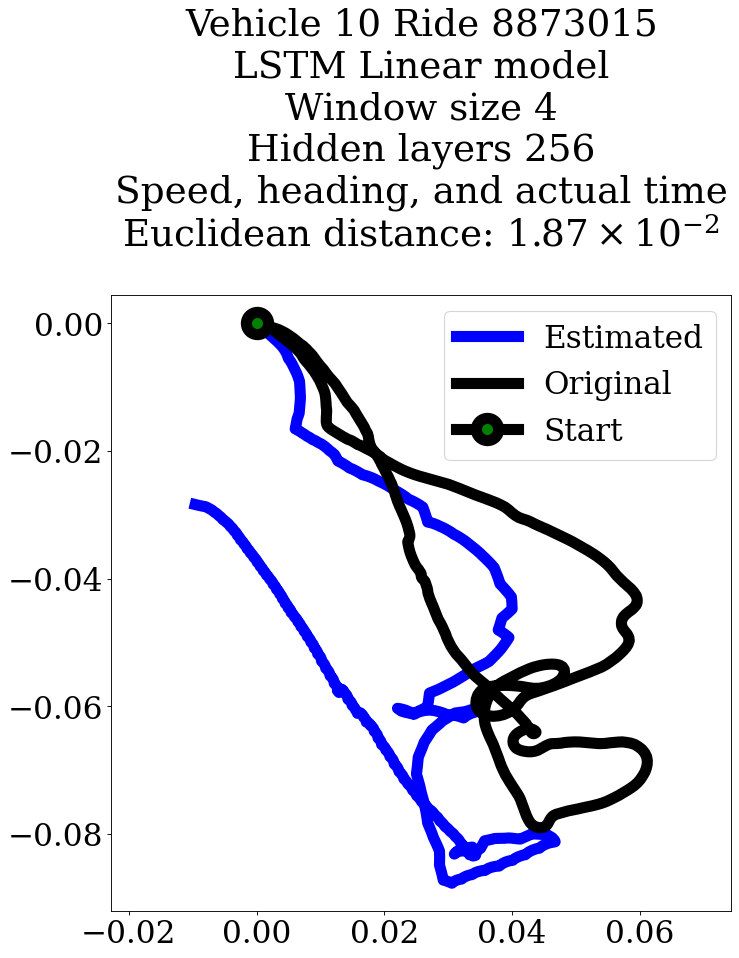 Vehicle 10 Ride 8873015
LSTM Linear model
Window size 4
Hidden layers 256
Speed, heading, and actual time
Euclidean distance: 1.87 × 10⁻²
Estimated
Original
Start
0.00
−0.02
−0.04
−0.06
−0.08
−0.02 0.00 0.02 0.04 0.06